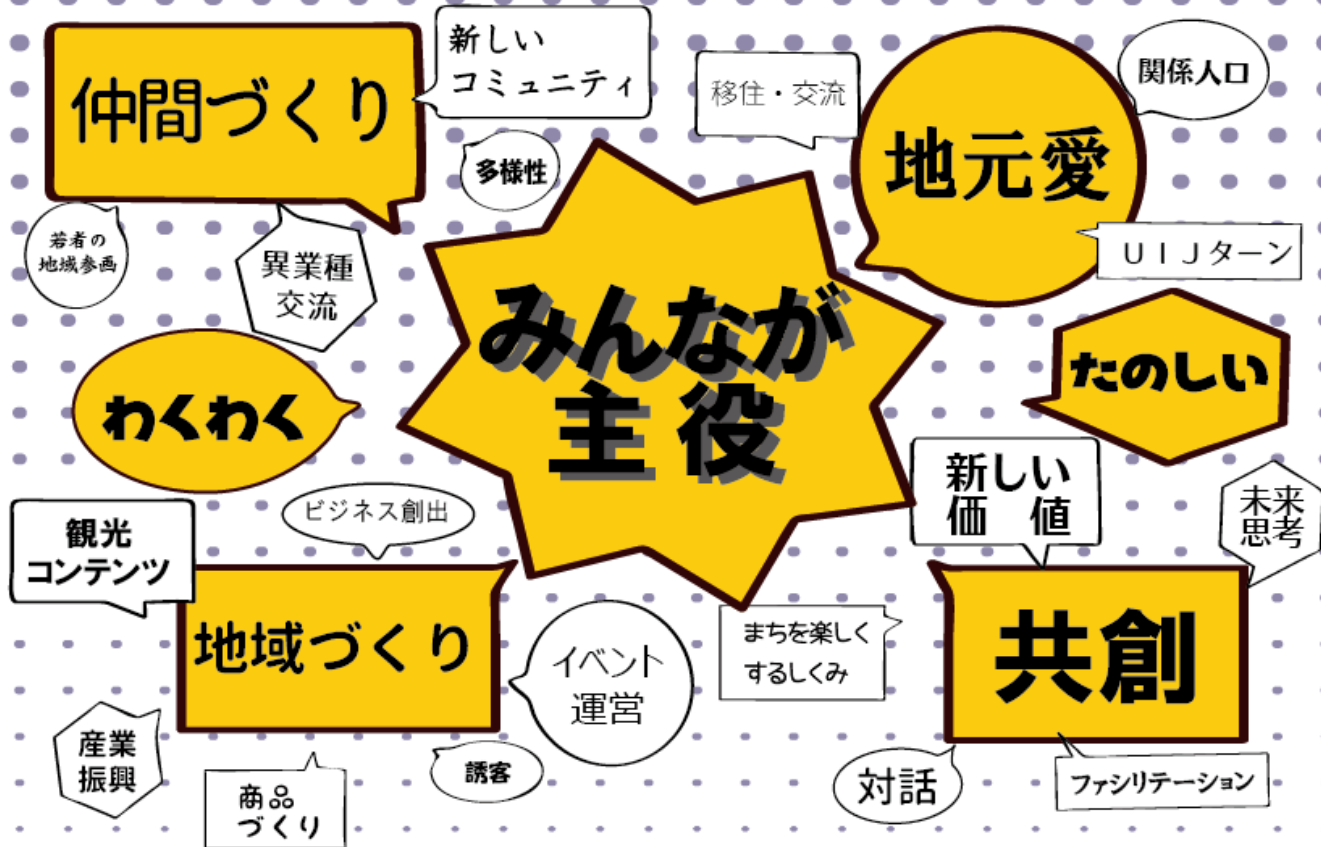 仲間づくり
新しい
コミュニティ
多様性
若者の
地域参画
異業種
交流
移住・交流
地元愛
関係人口
UIJターン
みんなが
主役
わくわく
たのしい
観光
コンテンツ
ビジネス創出
地域づくり
イベント
運営
産業
振興
商品
づくり
誘客
新しい
価 値
未来
思考
まちを楽しく
するしくみ
共創
対話
ファシリテーション